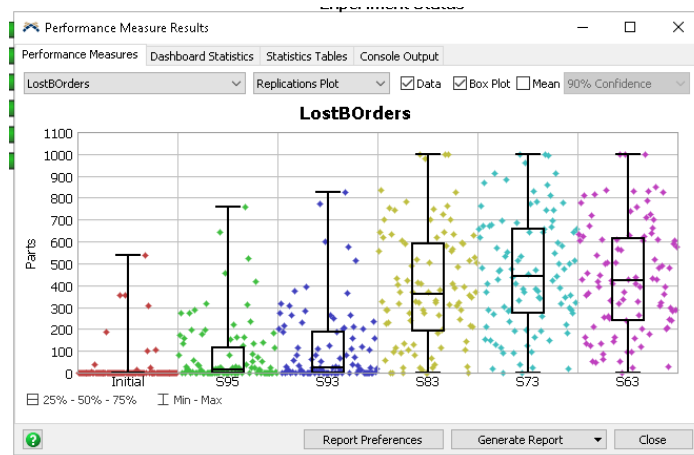 Experiment Status
Performance Measure Results
Performance Measures Dashboard Statistics Statistics Tables Console Output
LostBOrders Replications Plot Data Box Plot Mean 90% Confidence
LostBOrders
1100
1000
900
800
700
600
500
400
300
200
100
0
Parts
Initial S95 S93 S83 S73 S63
25% - 50% - 75% Min - Max
Report Preferences Generate Report Close